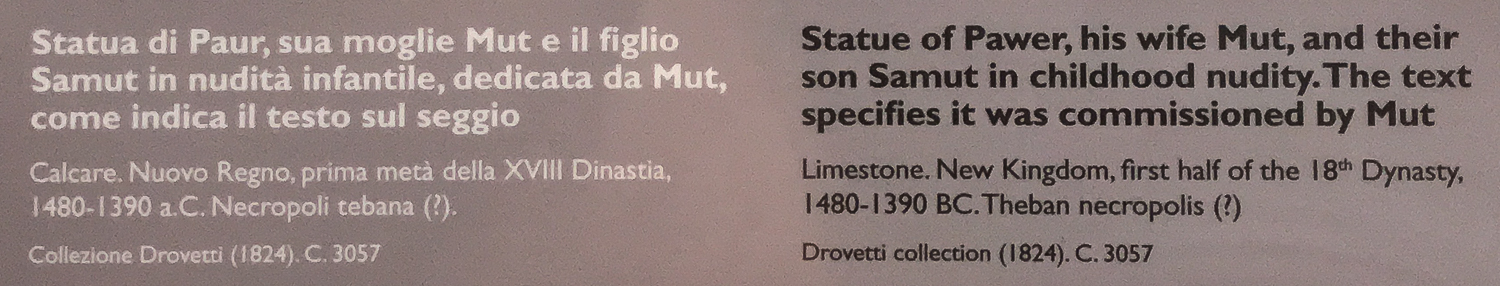 Statua di Paur, sua moglie Mut e il figlio
Samut in nudità infantile, dedicata da Mut,
come indica il testo sul seggio
Calcare. Nuovo Regno, prima metà della XVIII Dinastia,
1480-1390 a.C. Necropoli tebana (?).
Collezione Drovetti (1824). C. 3057
Statue of Pawer, his wife Mut, and their
son Samut in childhood nudity. The text
specifies it was commissioned by Mut
Limestone. New Kingdom, first half of the 18th Dynasty,
1480-1390 BC. Theban necropolis (?)
Drovetti collection (1824). C. 3057